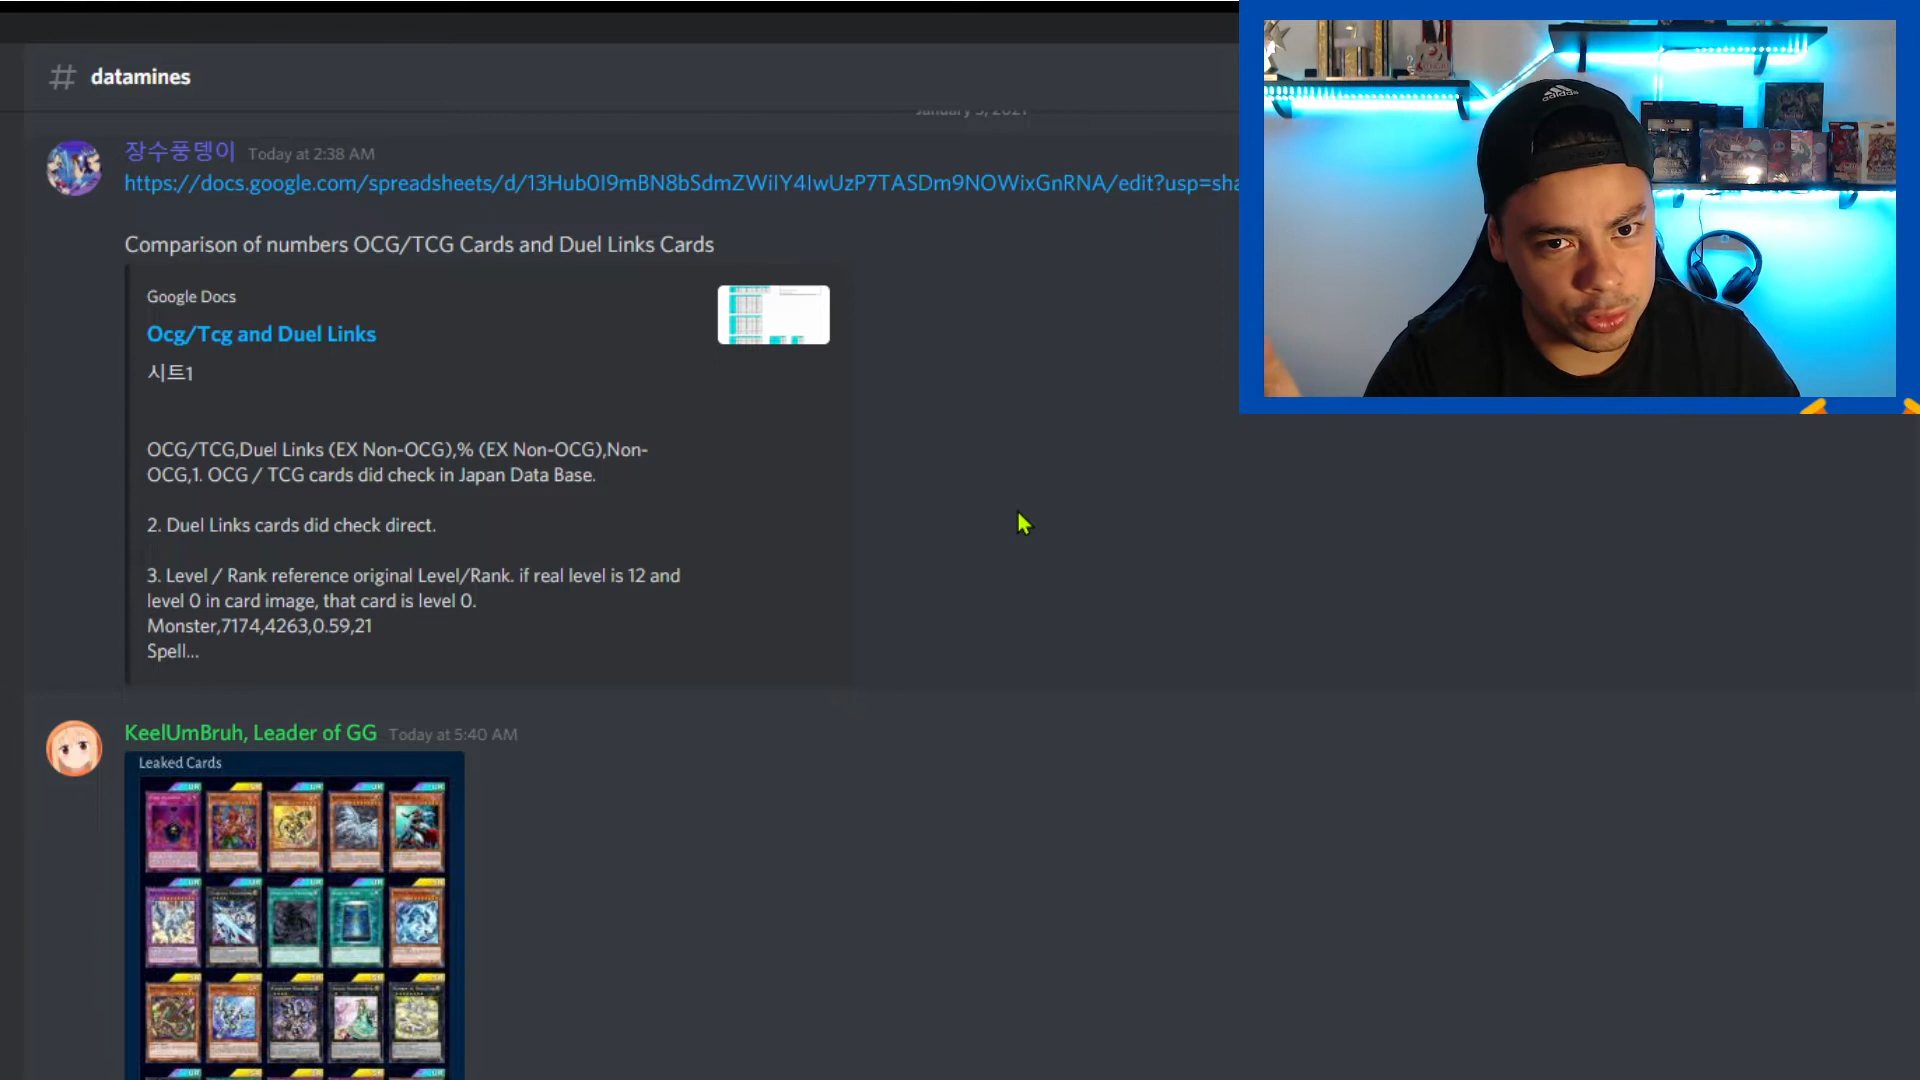 # datamines
January 5, 2021
장수풍뎅이 Today at 2:38 AM
https://docs.google.com/spreadsheets/d/13Hub0I9mBN8bSdmZWiIY4IwUzP7TASDm9NOWixGnRNA/edit?usp=sha
Comparison of numbers OCG/TCG Cards and Duel Links Cards
Google Docs
Ocg/Tcg and Duel Links
시트1
OCG/TCG,Duel Links (EX Non-OCG),% (EX Non-OCG),Non-
OCG,1. OCG / TCG cards did check in Japan Data Base.
2. Duel Links cards did check direct.
3. Level / Rank reference original Level/Rank. if real level is 12 and
level 0 in card image, that card is level 0.
Monster,7174,4263,0.59,21
Spell...
KeelUmBruh, Leader of GG Today at 5:40 AM
Leaked Cards
adidas